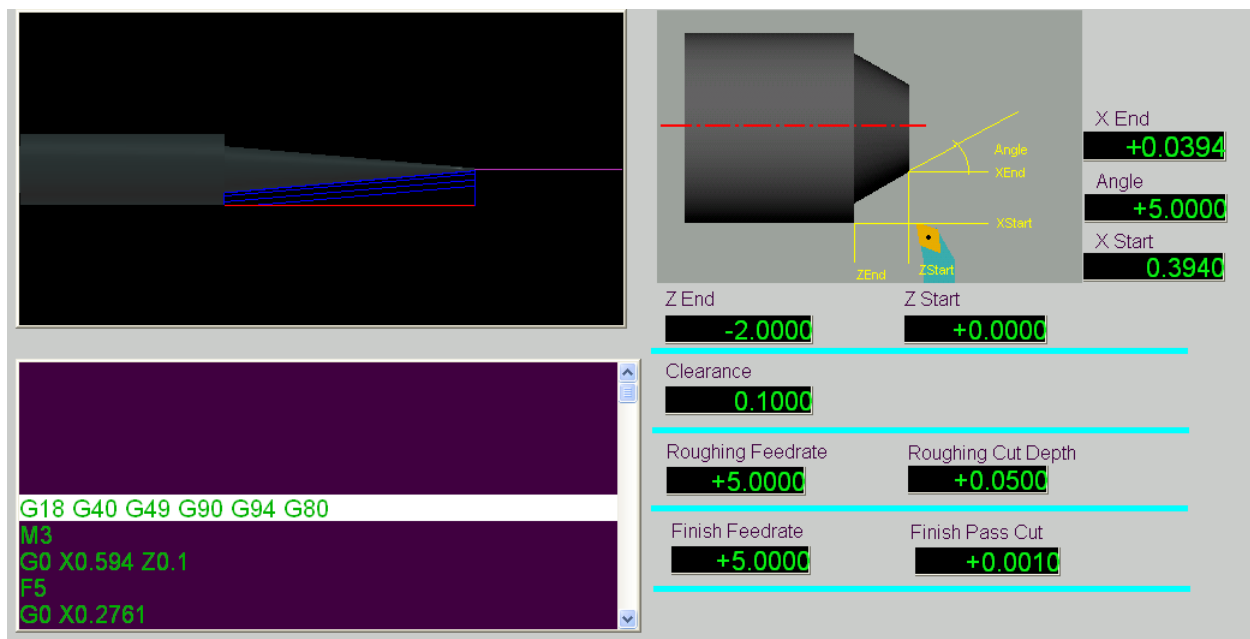 Angle
XEnd
XStart
ZEnd
ZStart
X End
+0.0394
Angle
+5.0000
X Start
0.3940
Z End
Z Start
-2.0000
+0.0000
Clearance
0.1000
Roughing Feedrate
Roughing Cut Depth
+5.0000
+0.0500
Finish Feedrate
Finish Pass Cut
+5.0000
+0.0010
G18 G40 G49 G90 G94 G80
M3
G0 X0.594 Z0.1
F5
G0 X0.2761